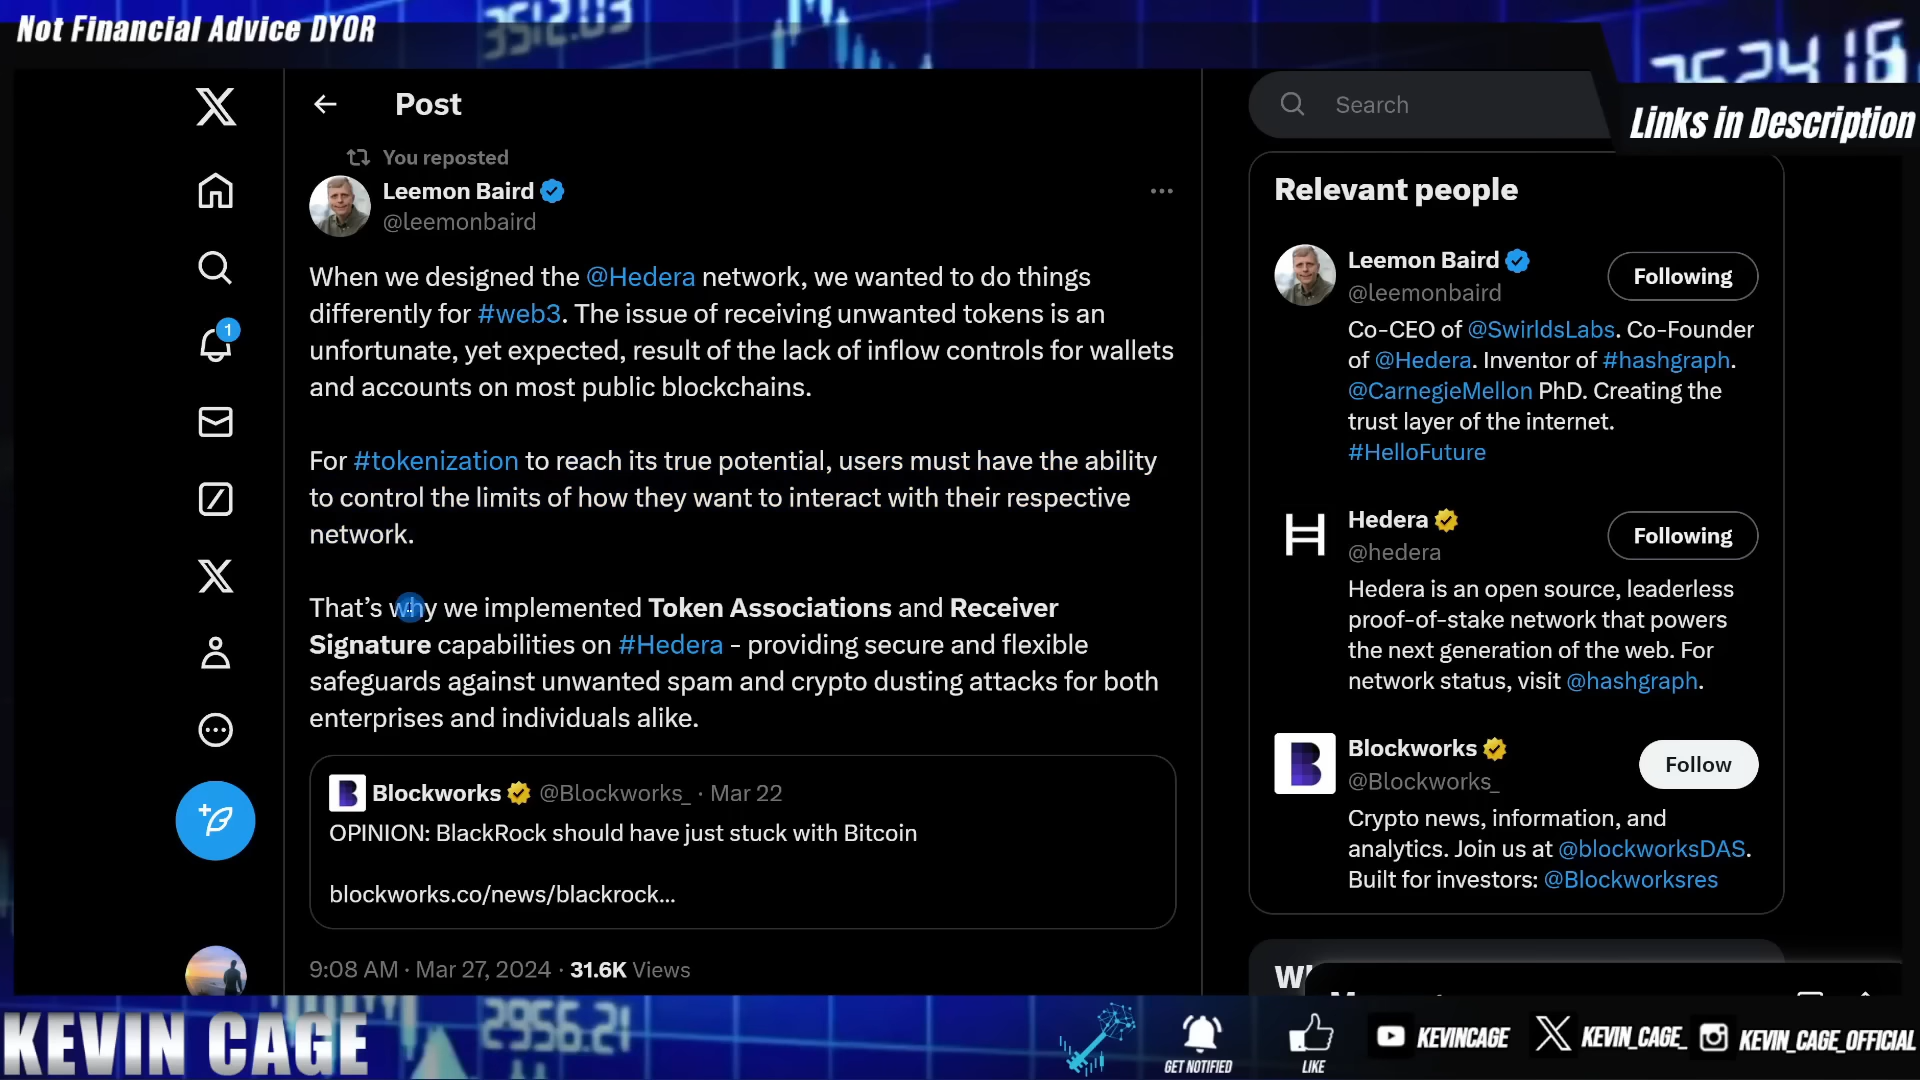 Not Financial Advice DYOR
3512.03
Links in Description
Post
Search
You reposted
Leemon Baird
@leemonbaird
When we designed the @Hedera network, we wanted to do things
differently for #web3. The issue of receiving unwanted tokens is an
unfortunate, yet expected, result of the lack of inflow controls for wallets
and accounts on most public blockchains.
For #tokenization to reach its true potential, users must have the ability
to control the limits of how they want to interact with their respective
network.
That's why we implemented Token Associations and Receiver
Signature capabilities on #Hedera - providing secure and flexible
safeguards against unwanted spam and crypto dusting attacks for both
enterprises and individuals alike.
Blockworks @Blockworks_ · Mar 22
OPINION: BlackRock should have just stuck with Bitcoin
blockworks.co/news/blackrock...
9:08 AM · Mar 27, 2024 · 31.6K Views
1
Relevant people
Leemon Baird
@leemonbaird
Following
Co-CEO of @SwirldsLabs. Co-Founder
of @Hedera. Inventor of #hashgraph.
@CarnegieMellon PhD. Creating the
trust layer of the internet.
#HelloFuture
Hedera
@hedera
Following
Hedera is an open source, leaderless
proof-of-stake network that powers
the next generation of the web. For
network status, visit @hashgraph.
Blockworks
@Blockworks_
Follow
Crypto news, information, and
analytics. Join us at @blockworksDAS.
Built for investors: @Blockworksres
KEVIN CAGE
2956.21
GET NOTIFIED
LIKE
KEVINCAGE
KEVIN_CAGE_
KEVIN_CAGE_OFFICIAL